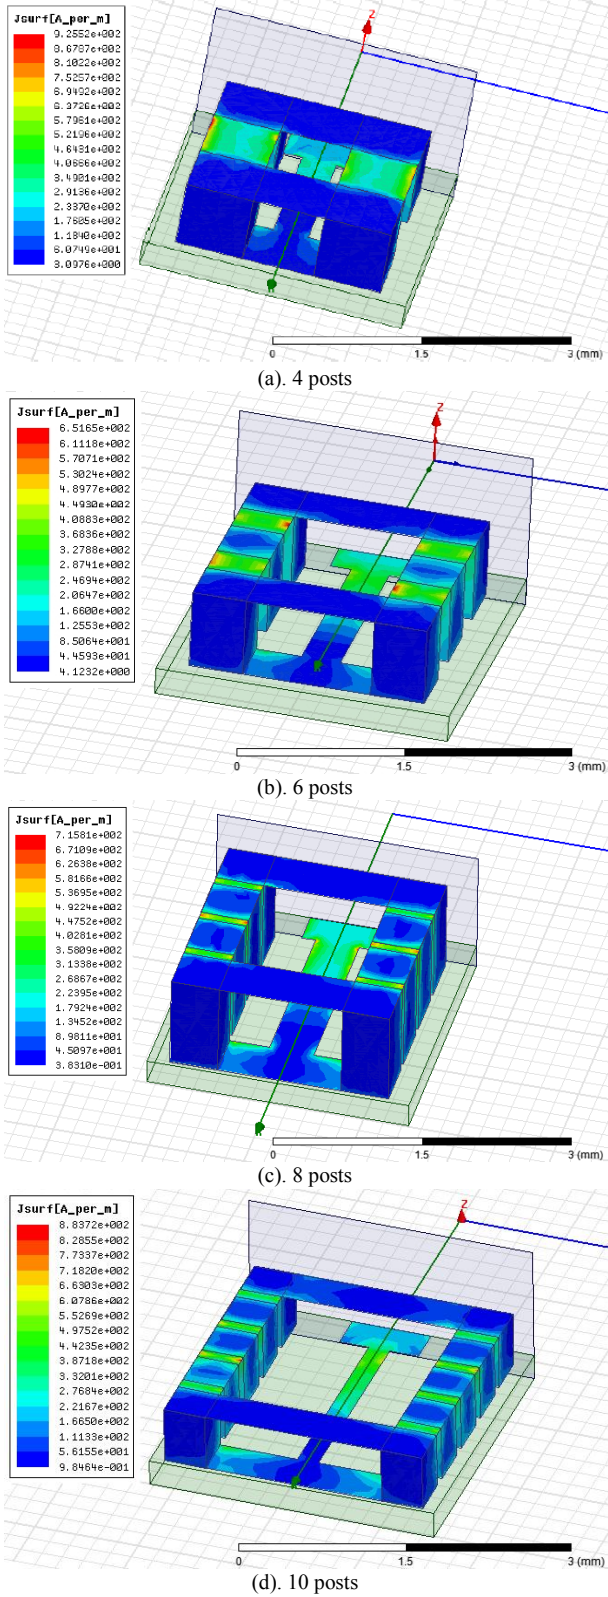 Jsurf[A_per_m]
9.2552e+002
8.6787e+002
8.1022e+002
7.5257e+002
6.9492e+002
6.3726e+002
5.7961e+002
5.2196e+002
4.6431e+002
4.0666e+002
3.4901e+002
2.9136e+002
2.3370e+002
1.7605e+002
1.1840e+002
6.0749e+001
3.0976e+000
Z
0 1.5 3 (mm)
(a). 4 posts
Jsurf[A_per_m]
6.5165e+002
6.1118e+002
5.7071e+002
5.3024e+002
4.8977e+002
4.4930e+002
4.0883e+002
3.6836e+002
3.2788e+002
2.8741e+002
2.4694e+002
2.0647e+002
1.6600e+002
1.2553e+002
8.5064e+001
4.4593e+001
4.1232e+000
Z
0 1.5 3 (mm)
(b). 6 posts
Jsurf[A_per_m]
7.1581e+002
6.7109e+002
6.2638e+002
5.8166e+002
5.3695e+002
4.9224e+002
4.4752e+002
4.0281e+002
3.5809e+002
3.1338e+002
2.6867e+002
2.2395e+002
1.7924e+002
1.3452e+002
8.9811e+001
4.5097e+001
3.8310e-001
0 1.5 3 (mm)
(c). 8 posts
Jsurf[A_per_m]
8.8372e+002
8.2855e+002
7.7337e+002
7.1820e+002
6.6303e+002
6.0786e+002
5.5269e+002
4.9752e+002
4.4235e+002
3.8718e+002
3.3201e+002
2.7684e+002
2.2167e+002
1.6650e+002
1.1133e+002
5.6155e+001
9.8464e-001
Z
0 1.5 3 (mm)
(d). 10 posts